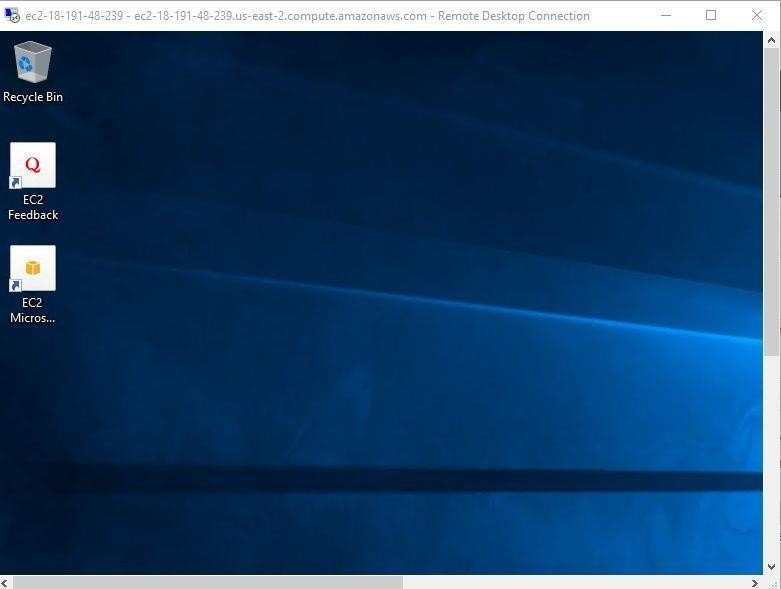 ec2-18-191-48-239 - ec2-18-191-48-239.us-east-2.compute.amazonaws.com - Remote Desktop Connection
Recycle Bin
Q
EC2
Feedback
EC2
Micros...